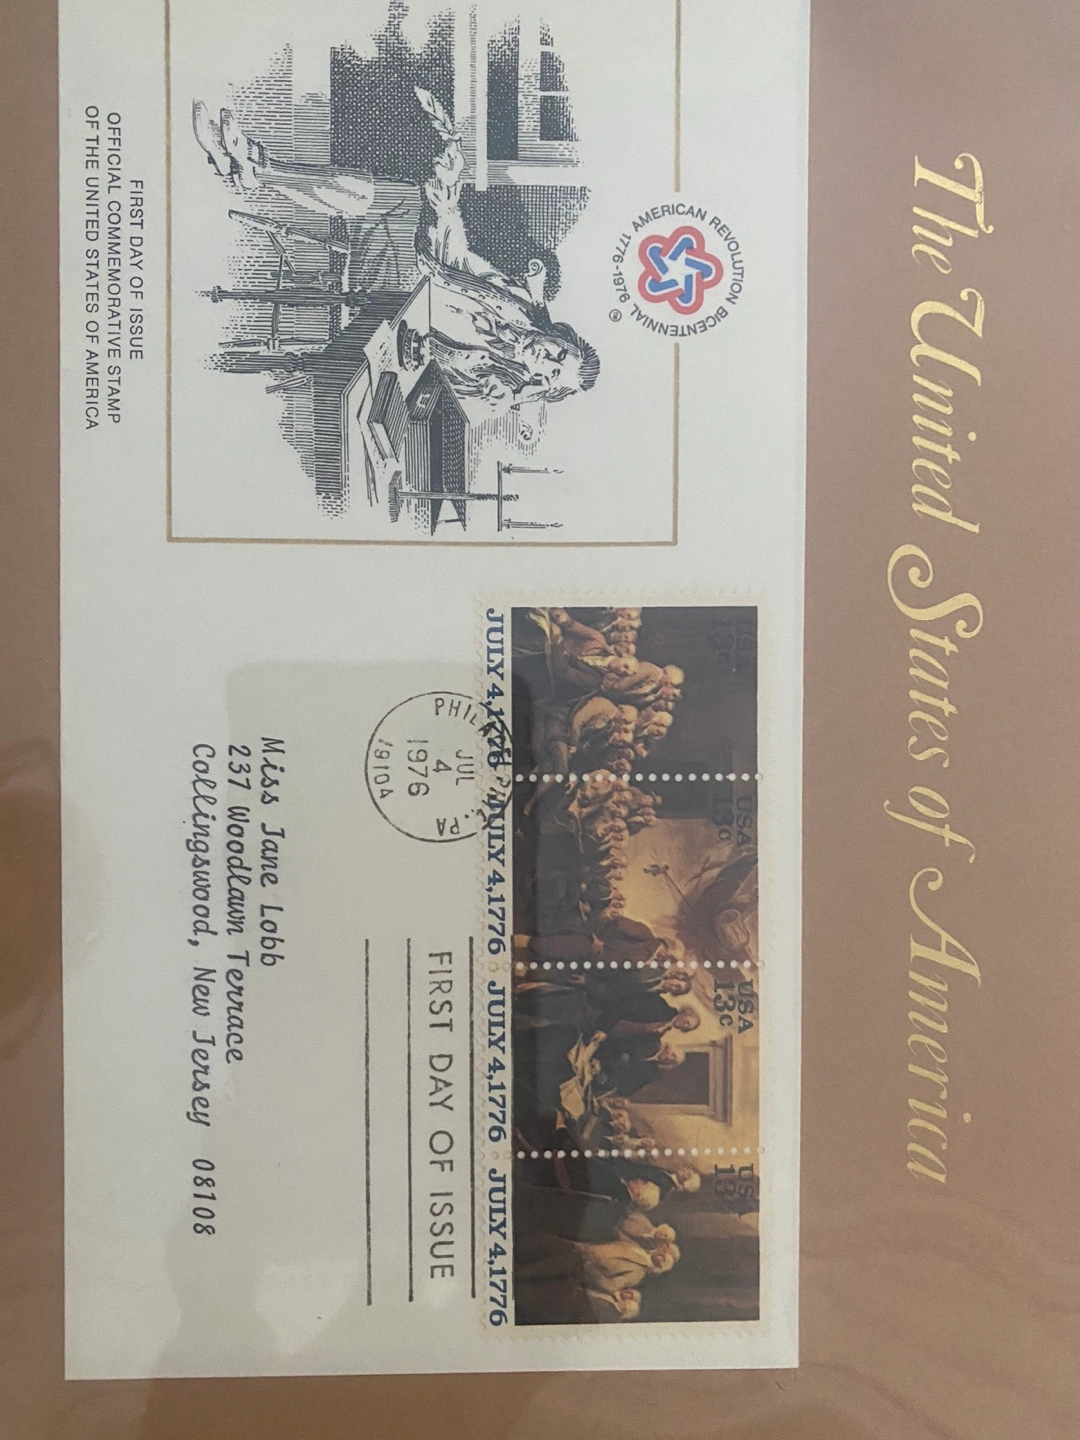 The United States of America
AMERICAN REVOLUTION BICENTENNIAL
1776-1976
USA
13c
USA
13c
USA
13c
USA
13
JULY 4,1776 JULY 4,1776 JULY 4,1776 JULY 4,1776
PA
JUL
4
1976
19104
FIRST DAY OF ISSUE
Miss Jane Lobb
237 Woodlawn Terrace
Collingswood, New Jersey 08108
FIRST DAY OF ISSUE
OFFICIAL COMMEMORATIVE STAMP
OF THE UNITED STATES OF AMERICA